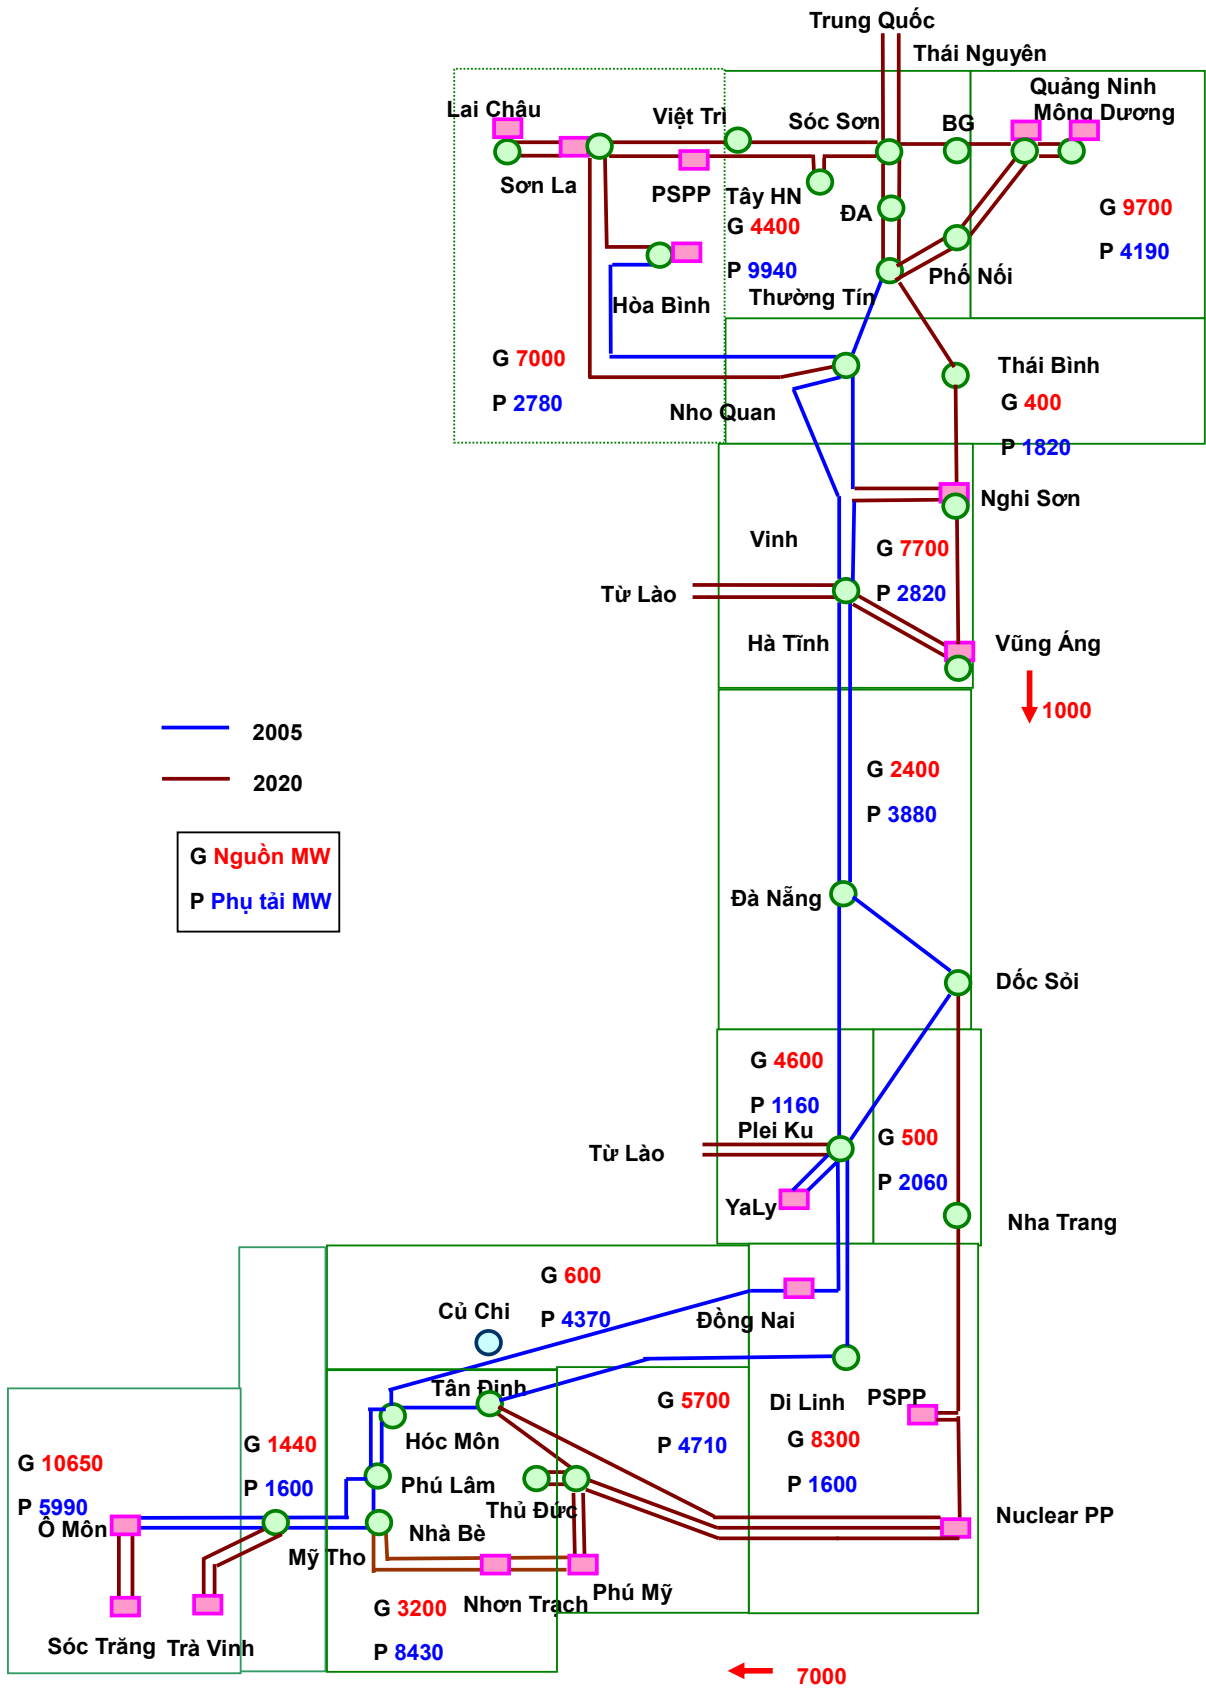 Trung Quốc
Thái Nguyên
Quảng Ninh
Mông Dương
Lai Châu
Việt Trì
Sóc Sơn
BG
Sơn La
PSPP
Tây HN
ĐA
G 9700
P 4190
G 4400
P 9940
Phố Nối
Hòa Bình
Thường Tín
G 7000
P 2780
Thái Bình
G 400
P 1820
Nho Quan
Nghi Sơn
Vinh
G 7700
P 2820
Từ Lào
Hà Tĩnh
Vũng Áng
1000
2005
2020
G Nguồn MW
P Phụ tải MW
G 2400
P 3880
Đà Nẵng
Dốc Sỏi
G 4600
P 1160
Plei Ku
G 500
P 2060
Từ Lào
YaLy
Nha Trang
G 600
P 4370
Củ Chi
Đồng Nai
Tân Định
G 5700
P 4710
Di Linh
PSPP
G 8300
P 1600
Hóc Môn
G 10650
P 5990
G 1440
P 1600
Phú Lâm
Thủ Đức
Nuclear PP
Ô Môn
Nhà Bè
Mỹ Tho
Phú Mỹ
Nhơn Trạch
G 3200
P 8430
Sóc Trăng
Trà Vinh
7000